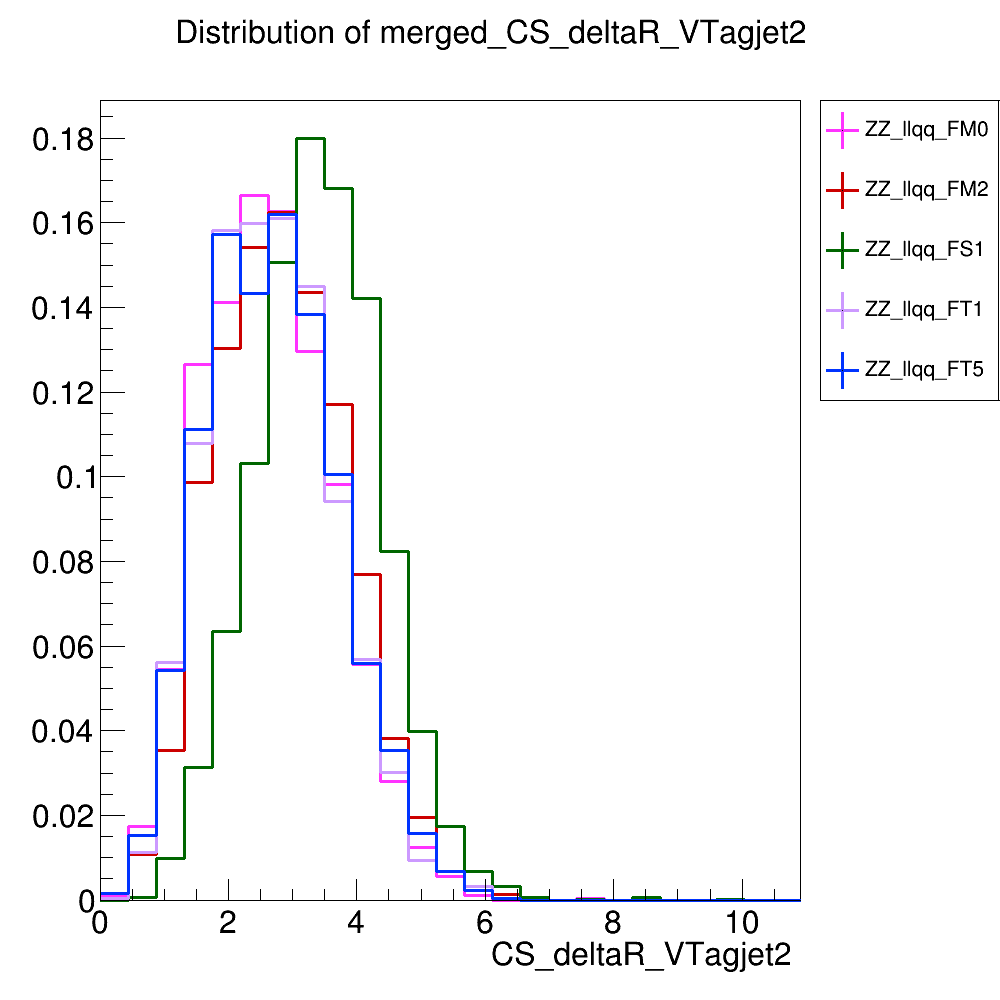 Distribution of merged_CS_deltaR_VTagjet2
ZZ_llqq_FM0
ZZ_llqq_FM2
ZZ_llqq_FS1
ZZ_llqq_FT1
ZZ_llqq_FT5
0.18
0.16
0.14
0.12
0.1
0.08
0.06
0.04
0.02
0
0 2 4 6 8 10
CS_deltaR_VTagjet2